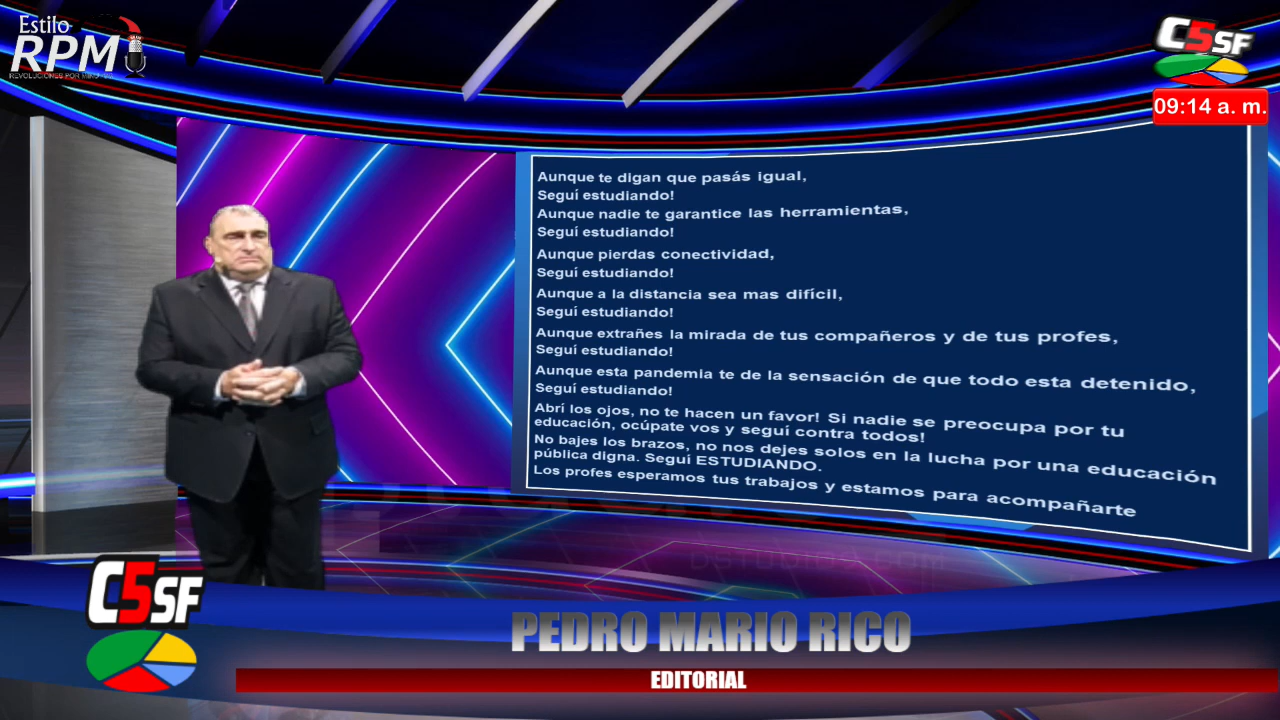 Estilo
RPM
REVOLUCIONES POR MINUTO
C5SF
09:14 a. m.
Aunque te digan que pasás igual,
Seguí estudiando!
Aunque nadie te garantice las herramientas,
Seguí estudiando!
Aunque pierdas conectividad,
Seguí estudiando!
Aunque a la distancia sea mas difícil,
Seguí estudiando!
Aunque extrañes la mirada de tus compañeros y de tus profes,
Seguí estudiando!
Aunque esta pandemia te de la sensación de que todo esta detenido,
Seguí estudiando!
Abrí los ojos, no te hacen un favor! Si nadie se preocupa por tu
educación, ocúpate vos y seguí contra todos!
No bajes los brazos, no nos dejes solos en la lucha por una educación
pública digna. Seguí ESTUDIANDO.
Los profes esperamos tus trabajos y estamos para acompañarte
C5SF
PEDRO MARIO RICO
EDITORIAL